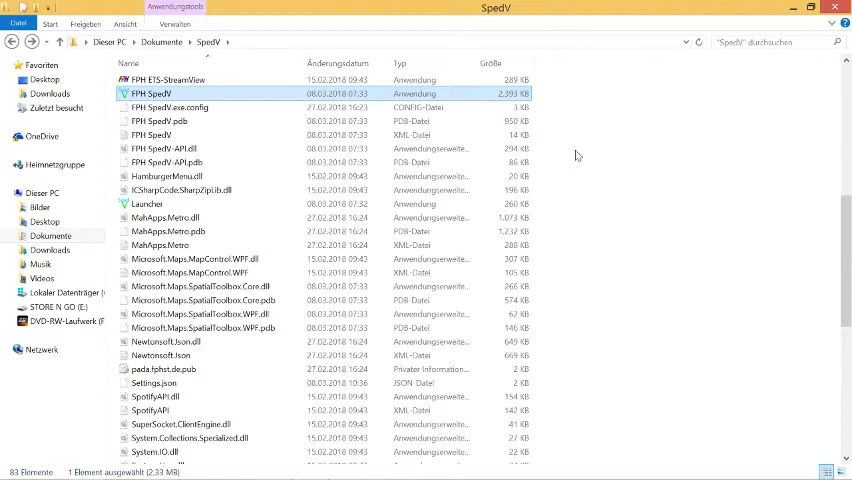 Anwendungstools
SpedV
Datei Start Freigeben Ansicht Verwalten
Dieser PC Dokumente SpedV "SpedV" durchsuchen
Name Änderungsdatum Typ Größe
Favoriten
Desktop
Downloads
Zuletzt besucht
OneDrive
Heimnetzgruppe
Dieser PC
Bilder
Desktop
Dokumente
Downloads
Musik
Videos
Lokaler Datenträger (
STORE N GO (E:)
DVD-RW-Laufwerk (F
Netzwerk
FPH ETS-StreamView 15.02.2018 09:43 Anwendung 289 KB
FPH SpedV 08.03.2018 07:33 Anwendung 2.393 KB
FPH SpedV.exe.config 27.02.2018 16:23 CONFIG-Datei 3 KB
FPH SpedV.pdb 08.03.2018 07:33 PDB-Datei 950 KB
FPH SpedV 08.03.2018 07:33 XML-Datei 14 KB
FPH SpedV-API.dll 08.03.2018 07:33 Anwendungserweite... 294 KB
FPH SpedV-API.pdb 08.03.2018 07:33 PDB-Datei 86 KB
HamburgerMenu.dll 15.02.2018 09:43 Anwendungserweite... 20 KB
ICSharpCode.SharpZipLib.dll 15.02.2018 09:43 Anwendungserweite... 196 KB
Launcher 08.03.2018 07:32 Anwendung 260 KB
MahApps.Metro.dll 27.02.2018 16:24 Anwendungserweite... 1.073 KB
MahApps.Metro.pdb 27.02.2018 16:24 PDB-Datei 1.232 KB
MahApps.Metro 27.02.2018 16:24 XML-Datei 288 KB
Microsoft.Maps.MapControl.WPF.dll 15.02.2018 09:43 Anwendungserweite... 307 KB
Microsoft.Maps.MapControl.WPF 15.02.2018 09:43 XML-Datei 105 KB
Microsoft.Maps.SpatialToolbox.Core.dll 08.03.2018 07:33 Anwendungserweite... 266 KB
Microsoft.Maps.SpatialToolbox.Core.pdb 08.03.2018 07:33 PDB-Datei 574 KB
Microsoft.Maps.SpatialToolbox.WPF.dll 08.03.2018 07:33 Anwendungserweite... 62 KB
Microsoft.Maps.SpatialToolbox.WPF.pdb 08.03.2018 07:33 PDB-Datei 146 KB
Newtonsoft.Json.dll 27.02.2018 16:24 Anwendungserweite... 649 KB
Newtonsoft.Json 27.02.2018 16:24 XML-Datei 669 KB
pada.fphst.de.pub 27.02.2018 16:24 Privater Information... 2 KB
Settings.json 08.03.2018 10:36 JSON-Datei 2 KB
SpotifyAPI.dll 15.02.2018 09:43 Anwendungserweite... 154 KB
SpotifyAPI 15.02.2018 09:43 XML-Datei 142 KB
SuperSocket.ClientEngine.dll 15.02.2018 09:43 Anwendungserweite... 41 KB
System.Collections.Specialized.dll 15.02.2018 09:43 Anwendungserweite... 27 KB
System.IO.dll 15.02.2018 09:43 Anwendungserweite... 22 KB
83 Elemente 1 Element ausgewählt (2,33 MB)